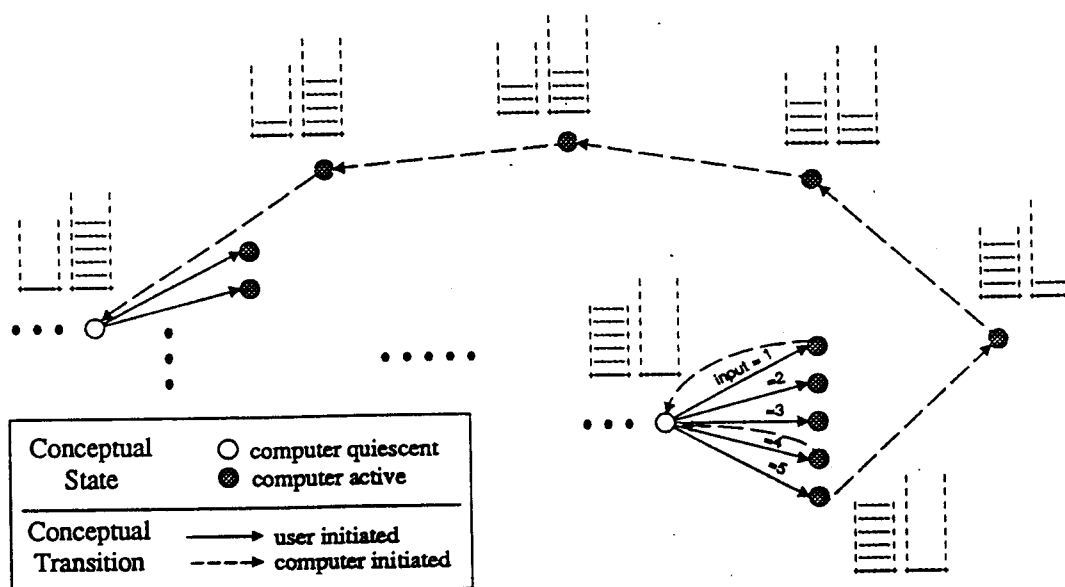 input = 1
=2
=3
=4
=5
Conceptual
State
computer quiescent
computer active
Conceptual
Transition
user initiated
computer initiated